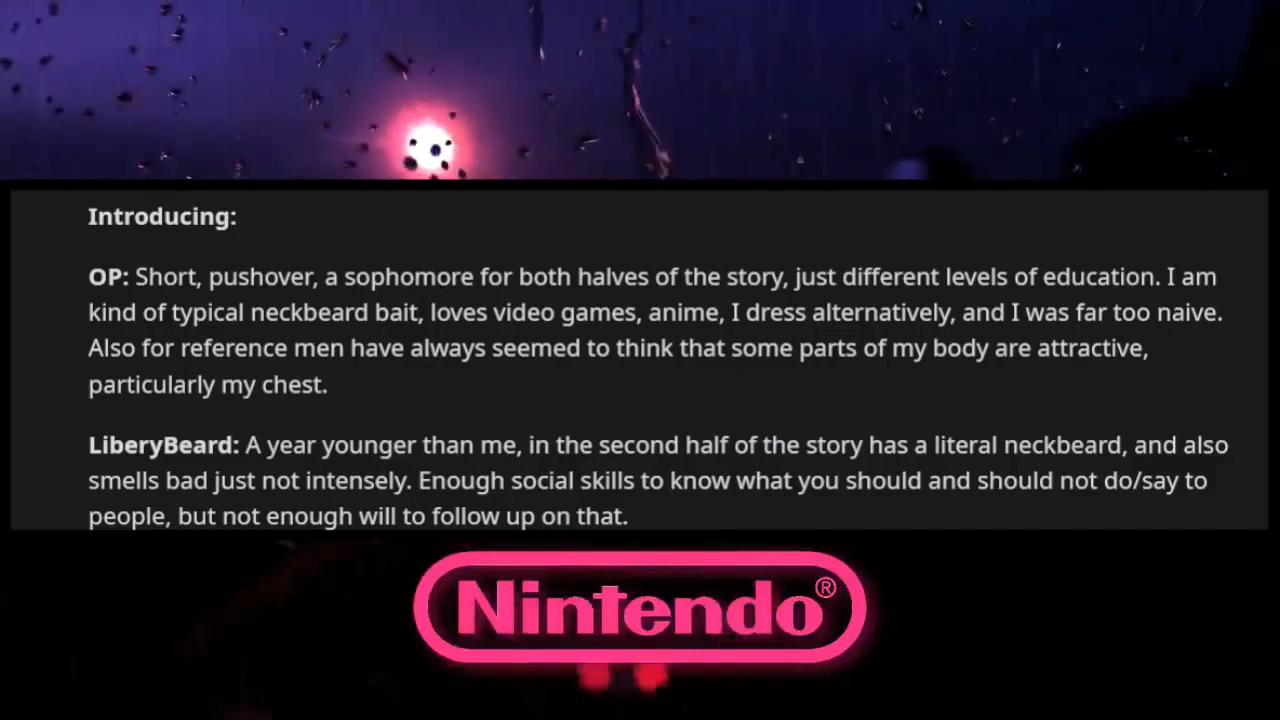 Introducing:
OP: Short, pushover, a sophomore for both halves of the story, just different levels of education. I am
kind of typical neckbeard bait, loves video games, anime, I dress alternatively, and I was far too naive.
Also for reference men have always seemed to think that some parts of my body are attractive,
particularly my chest.
LiberyBeard: A year younger than me, in the second half of the story has a literal neckbeard, and also
smells bad just not intensely. Enough social skills to know what you should and should not do/say to
people, but not enough will to follow up on that.
Nintendo®